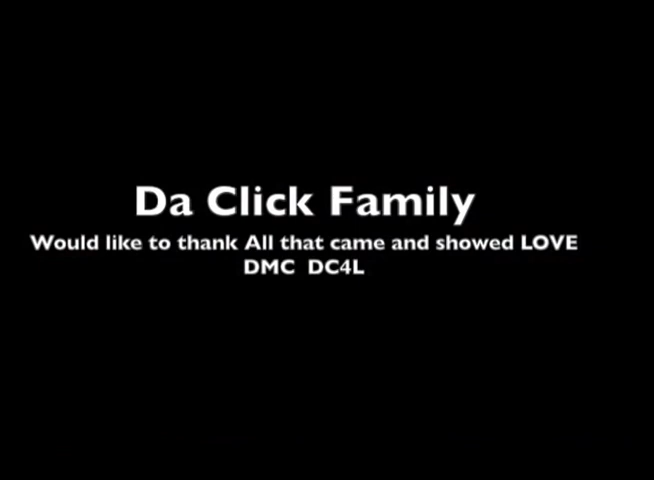 Da Click Family
Would like to thank All that came and showed LOVE
DMC DC4L